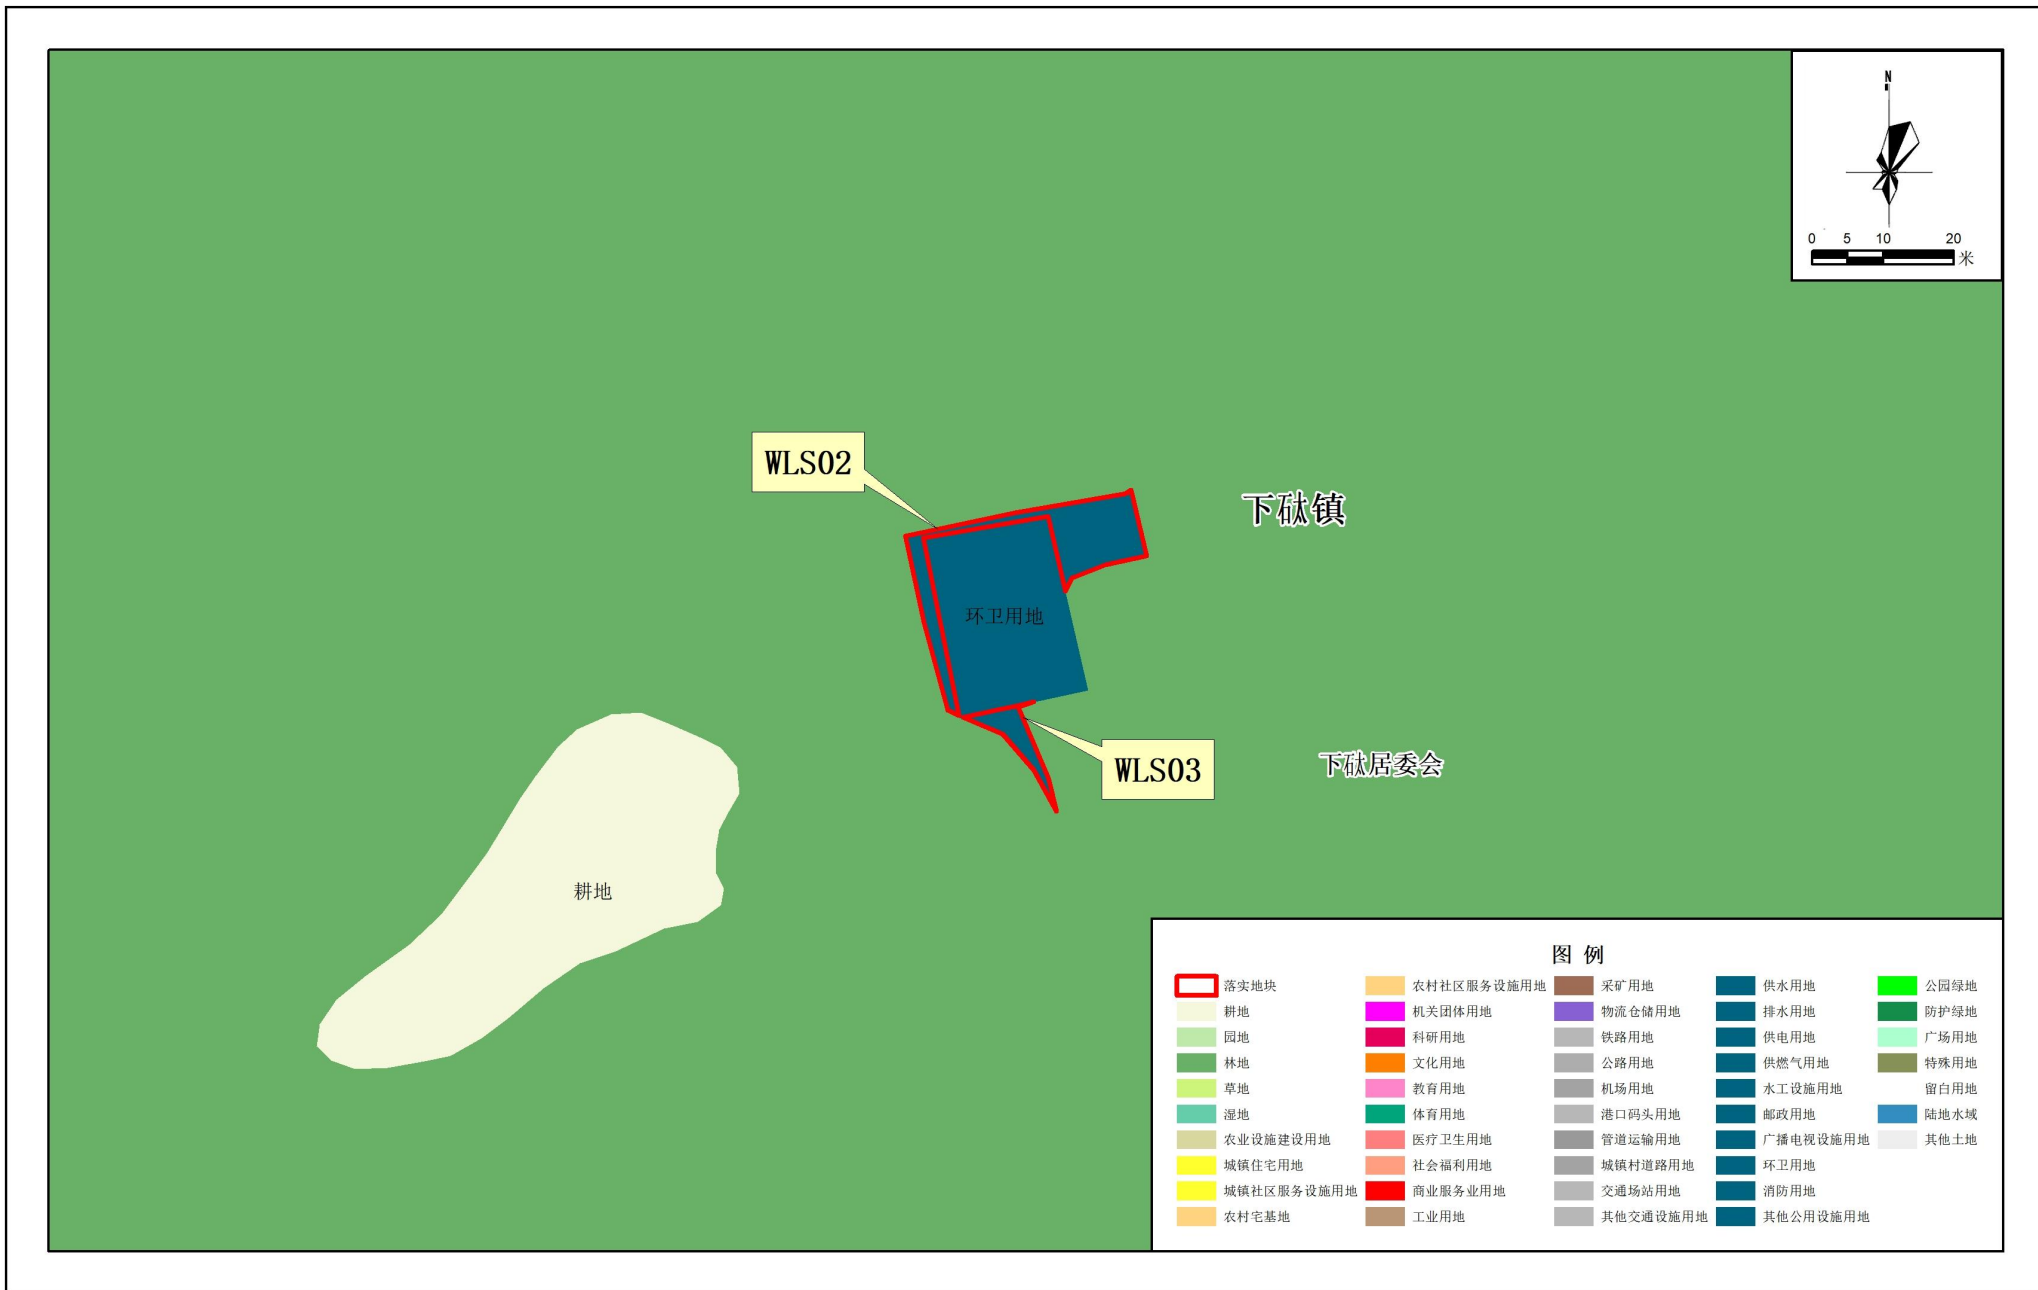 N
0 5 10 20
米
WLS02
下砵镇
环卫用地
WLS03
下砵居委会
耕地
图 例
落实地块 农村社区服务设施用地 采矿用地 供水用地 公园绿地
耕地 机关团体用地 物流仓储用地 排水用地 防护绿地
园地 科研用地 铁路用地 供电用地 广场用地
林地 文化用地 公路用地 供燃气用地 特殊用地
草地 教育用地 机场用地 水工设施用地 留白用地
湿地 体育用地 港口码头用地 邮政用地 陆地水域
农业设施建设用地 医疗卫生用地 管道运输用地 广播电视设施用地 其他土地
城镇住宅用地 社会福利用地 城镇村道路用地 环卫用地
城镇社区服务设施用地 商业服务业用地 交通场站用地 消防用地
农村宅基地 工业用地 其他交通设施用地 其他公用设施用地